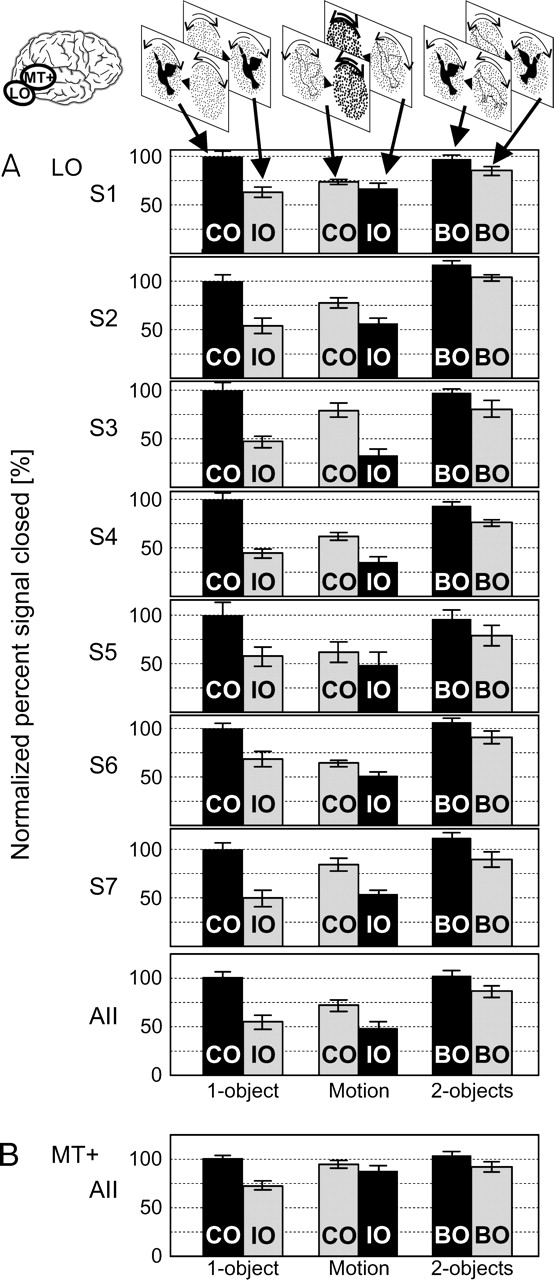 MT+
LO
A LO
S1
100
50
CO IO CO IO BO BO
S2
100
50
CO IO CO IO BO BO
S3
100
50
CO IO CO IO BO BO
S4
100
50
CO IO CO IO BO BO
S5
100
50
CO IO CO IO BO BO
S6
100
50
CO IO CO IO BO BO
S7
100
50
CO IO CO IO BO BO
All
100
50
0
CO IO CO IO BO BO
1-object Motion 2-objects
Normalized percent signal closed [%]
B MT+
All
100
50
0
CO IO CO IO BO BO
1-object Motion 2-objects